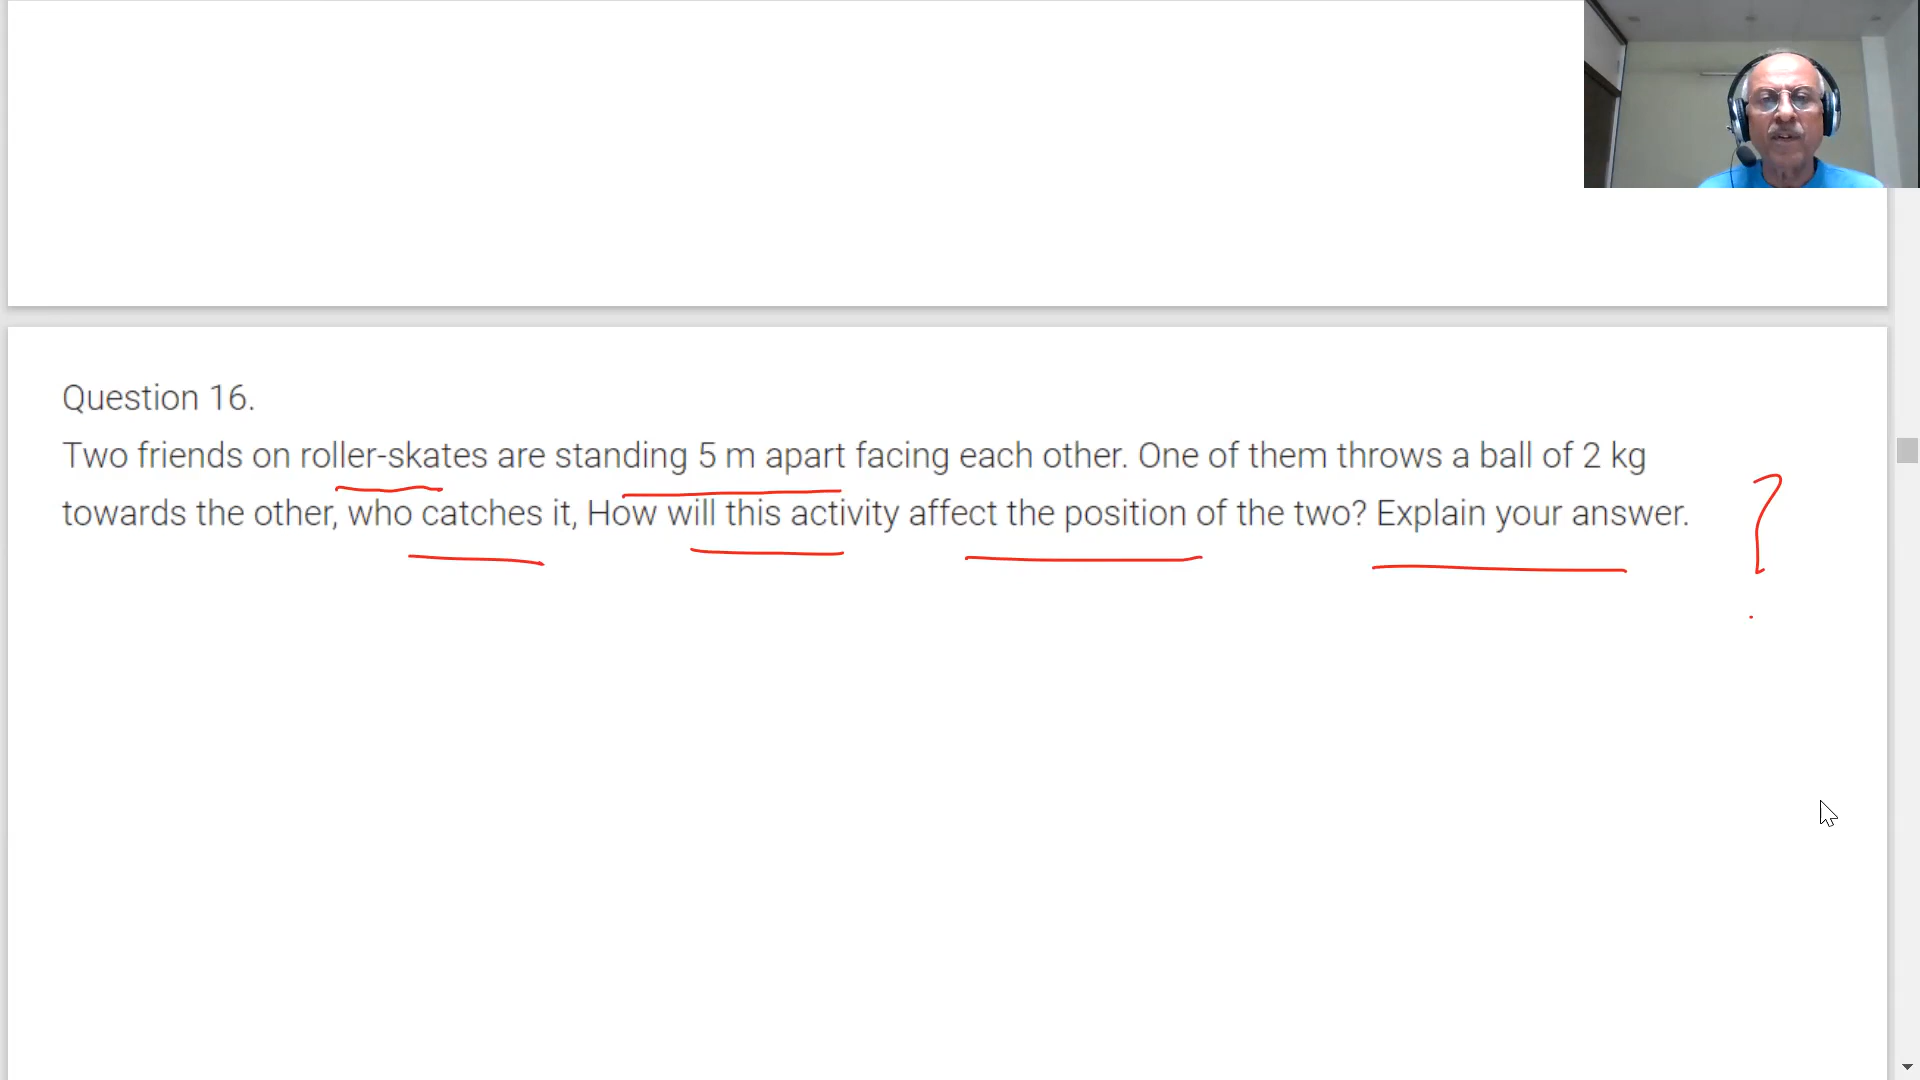 Question 16.
Two friends on roller-skates are standing 5 m apart facing each other. One of them throws a ball of 2 kg
towards the other, who catches it, How will this activity affect the position of the two? Explain your answer.
?